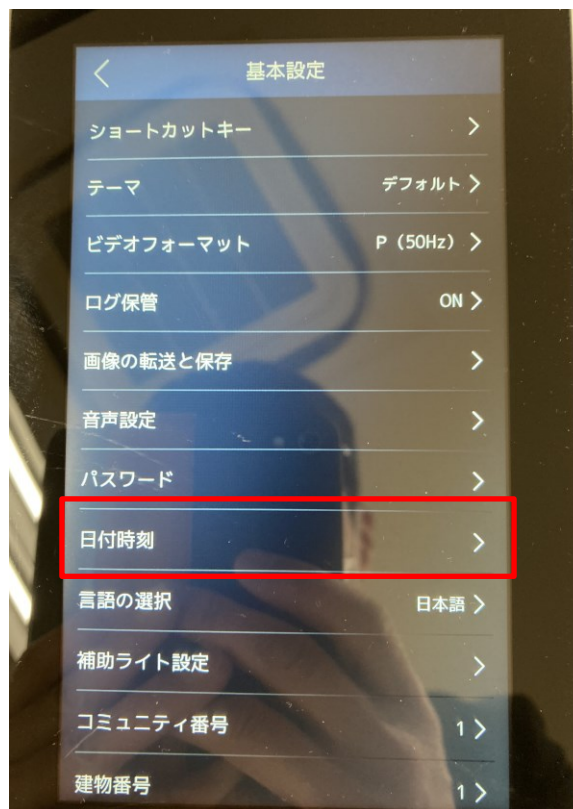 基本設定
ショートカットキー
テーマ デフォルト
ビデオフォーマット P (50Hz)
ログ保管 ON
画像の転送と保存
音声設定
パスワード
日付時刻
言語の選択 日本語
補助ライト設定
コミュニティ番号 1
建物番号 1